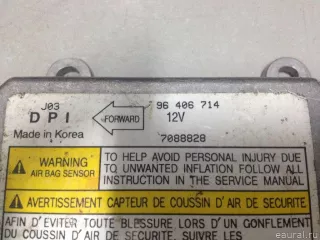 J03
DPI
FORWARD
96 406 714
12V
Made in Korea
7088828
WARNING
AIR BAG SENSOR
TO HELP AVOID PERSONAL INJURY DUE
TO UNWANTED INFLATION FOLLOW ALL
INSTRUCTION IN THE SERVICE MANUAL
AVERTISSEMENT CAPTEUR DE COUSSIN D'AIR DE SECURITE
AFIN D'EVITER TOUTE BLESSURE LORS D'UN GONFLEMENT
DU COUSSIN D'AIR DE SECURITE, SUIVRE LES
www.eaural.ru